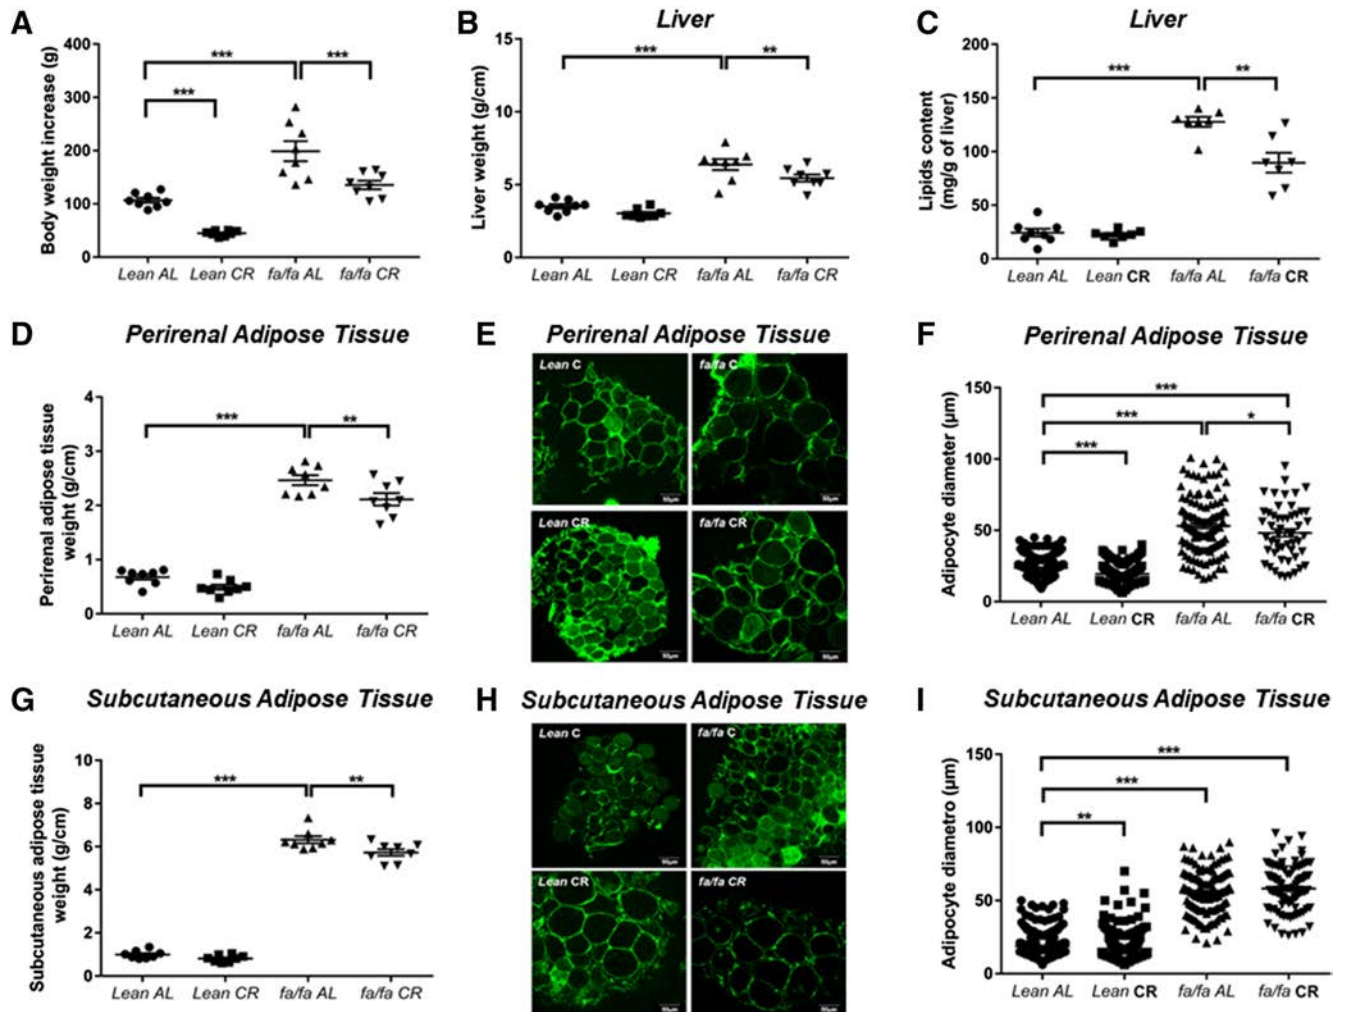 A
Body weight increase (g)
400
300
200
100
0
***
***
***
Lean AL Lean CR fa/fa AL fa/fa CR
B
Liver
Liver weight (g/cm)
15
10
5
0
***
**
Lean AL Lean CR fa/fa AL fa/fa CR
C
Liver
Lipids content
(mg/g of liver)
200
150
100
50
0
***
**
Lean AL Lean CR fa/fa AL fa/fa CR
D
Perirenal Adipose Tissue
Perirenal adipose tissue
weight (g/cm)
4
3
2
1
0
***
**
Lean AL Lean CR fa/fa AL fa/fa CR
E
Perirenal Adipose Tissue
Lean C
50µm
fa/fa C
50µm
Lean CR
50µm
fa/fa CR
50µm
F
Perirenal Adipose Tissue
Adipocyte diameter (µm)
150
100
50
0
***
***
*
***
Lean AL Lean CR fa/fa AL fa/fa CR
G
Subcutaneous Adipose Tissue
Subcutaneous adipose tissue
weight (g/cm)
10
8
6
4
2
0
***
**
Lean AL Lean CR fa/fa AL fa/fa CR
H
Subcutaneous Adipose Tissue
Lean C
50µm
fa/fa C
50µm
Lean CR
50µm
fa/fa CR
50µm
I
Subcutaneous Adipose Tissue
Adipocyte diametro (µm)
150
100
50
0
***
***
**
Lean AL Lean CR fa/fa AL fa/fa CR